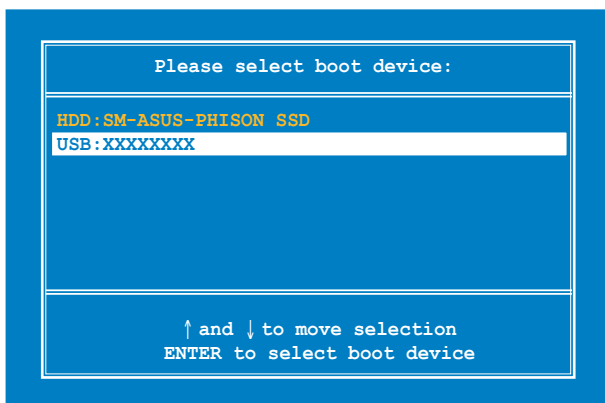 Please select boot device:
HDD:SM-ASUS-PHISON SSD
USB:XXXXXXXX
↑ and ↓ to move selection
ENTER to select boot device